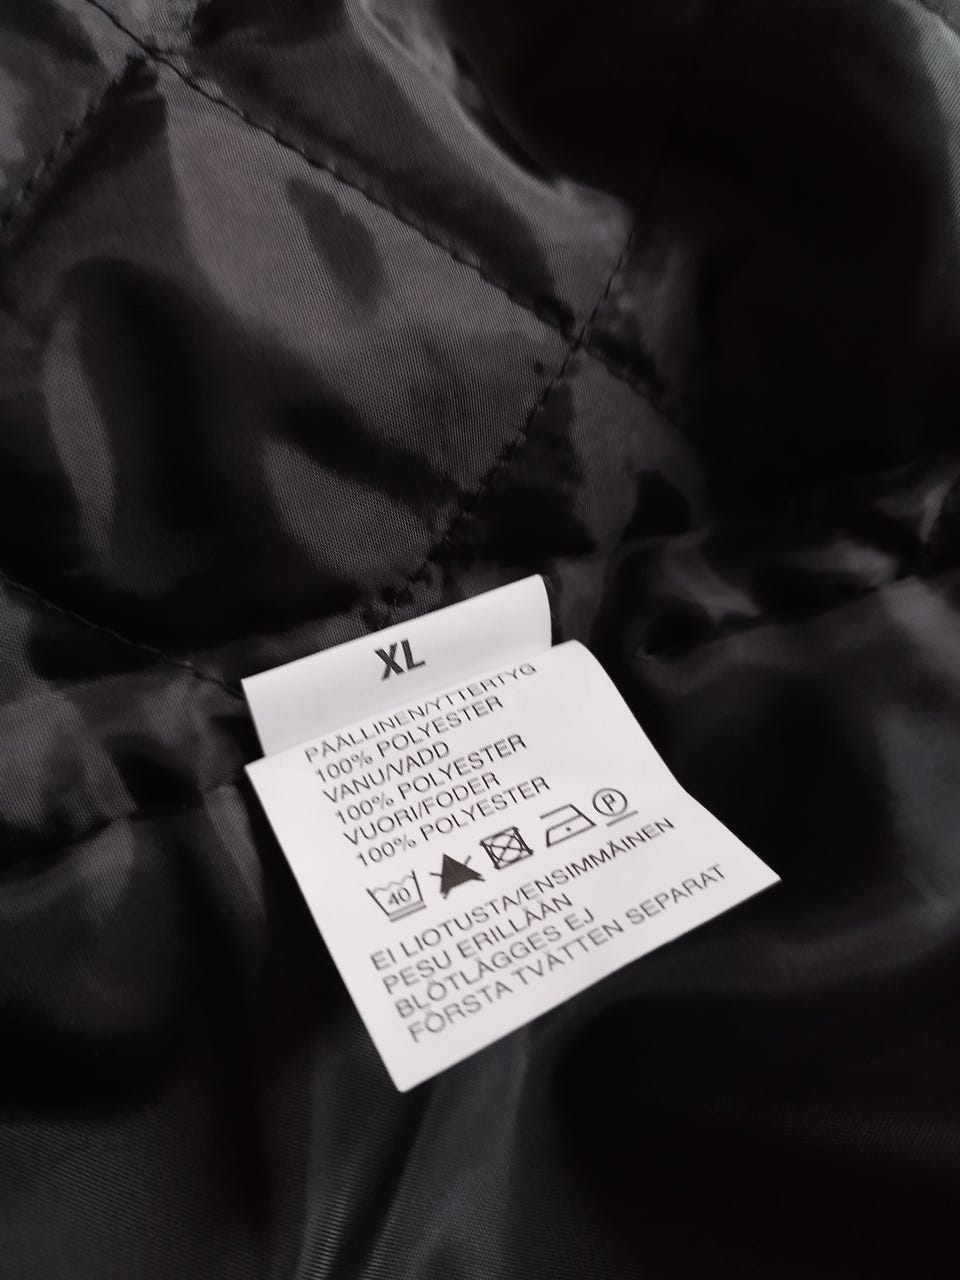 XL
PÄÄLLINEN/YTTERTYG
100% POLYESTER
VANU/VADD
100% POLYESTER
VUORI/FODER
100% POLYESTER
40 P
EI LIOTUSTA/ENSIMMÄINEN
PESU ERILLÄÄN
BLÖTLÄGGES EJ
FÖRSTA TVÄTTEN SEPARAT